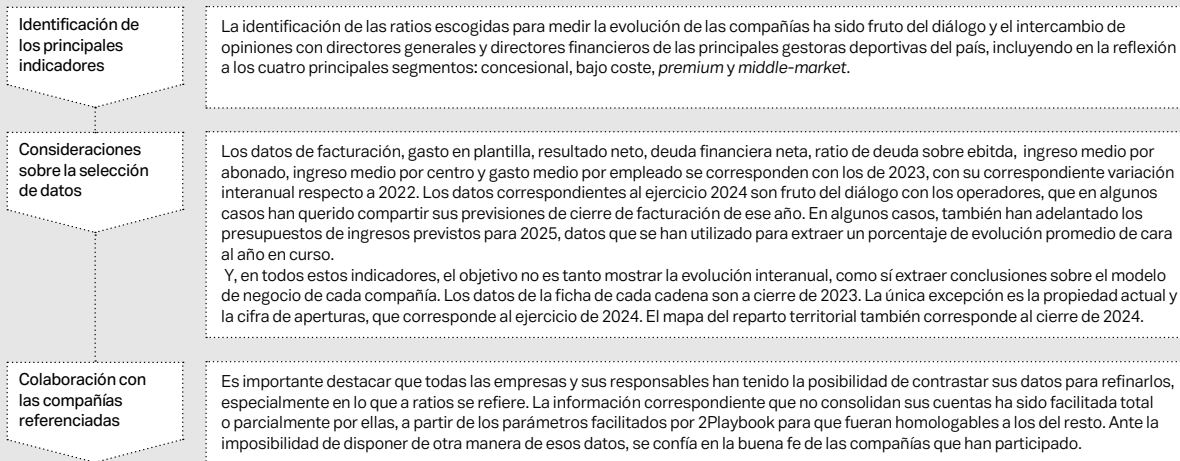 Identificación de
los principales
indicadores
La identificación de las ratios escogidas para medir la evolución de las compañías ha sido fruto del diálogo y el intercambio de
opiniones con directores generales y directores financieros de las principales gestoras deportivas del país, incluyendo en la reflexión
a los cuatro principales segmentos: concesional, bajo coste, premium y middle-market.
Consideraciones
sobre la selección
de datos
Los datos de facturación, gasto en plantilla, resultado neto, deuda financiera neta, ratio de deuda sobre ebitda, ingreso medio por
abonado, ingreso medio por centro y gasto medio por empleado se corresponden con los de 2023, con su correspondiente variación
interanual respecto a 2022. Los datos correspondientes al ejercicio 2024 son fruto del diálogo con los operadores, que en algunos
casos han querido compartir sus previsiones de cierre de facturación de ese año. En algunos casos, también han adelantado los
presupuestos de ingresos previstos para 2025, datos que se han utilizado para extraer un porcentaje de evolución promedio de cara
al año en curso.
Y, en todos estos indicadores, el objetivo no es tanto mostrar la evolución interanual, como sí extraer conclusiones sobre el modelo
de negocio de cada compañía. Los datos de la ficha de cada cadena son a cierre de 2023. La única excepción es la propiedad actual y
la cifra de aperturas, que corresponde al ejercicio de 2024. El mapa del reparto territorial también corresponde al cierre de 2024.
Colaboración con
las compañías
referenciadas
Es importante destacar que todas las empresas y sus responsables han tenido la posibilidad de contrastar sus datos para refinarlos,
especialmente en lo que a ratios se refiere. La información correspondiente que no consolidan sus cuentas ha sido facilitada total
o parcialmente por ellas, a partir de los parámetros facilitados por 2Playbook para que fueran homologables a los del resto. Ante la
imposibilidad de disponer de otra manera de esos datos, se confía en la buena fe de las compañías que han participado.